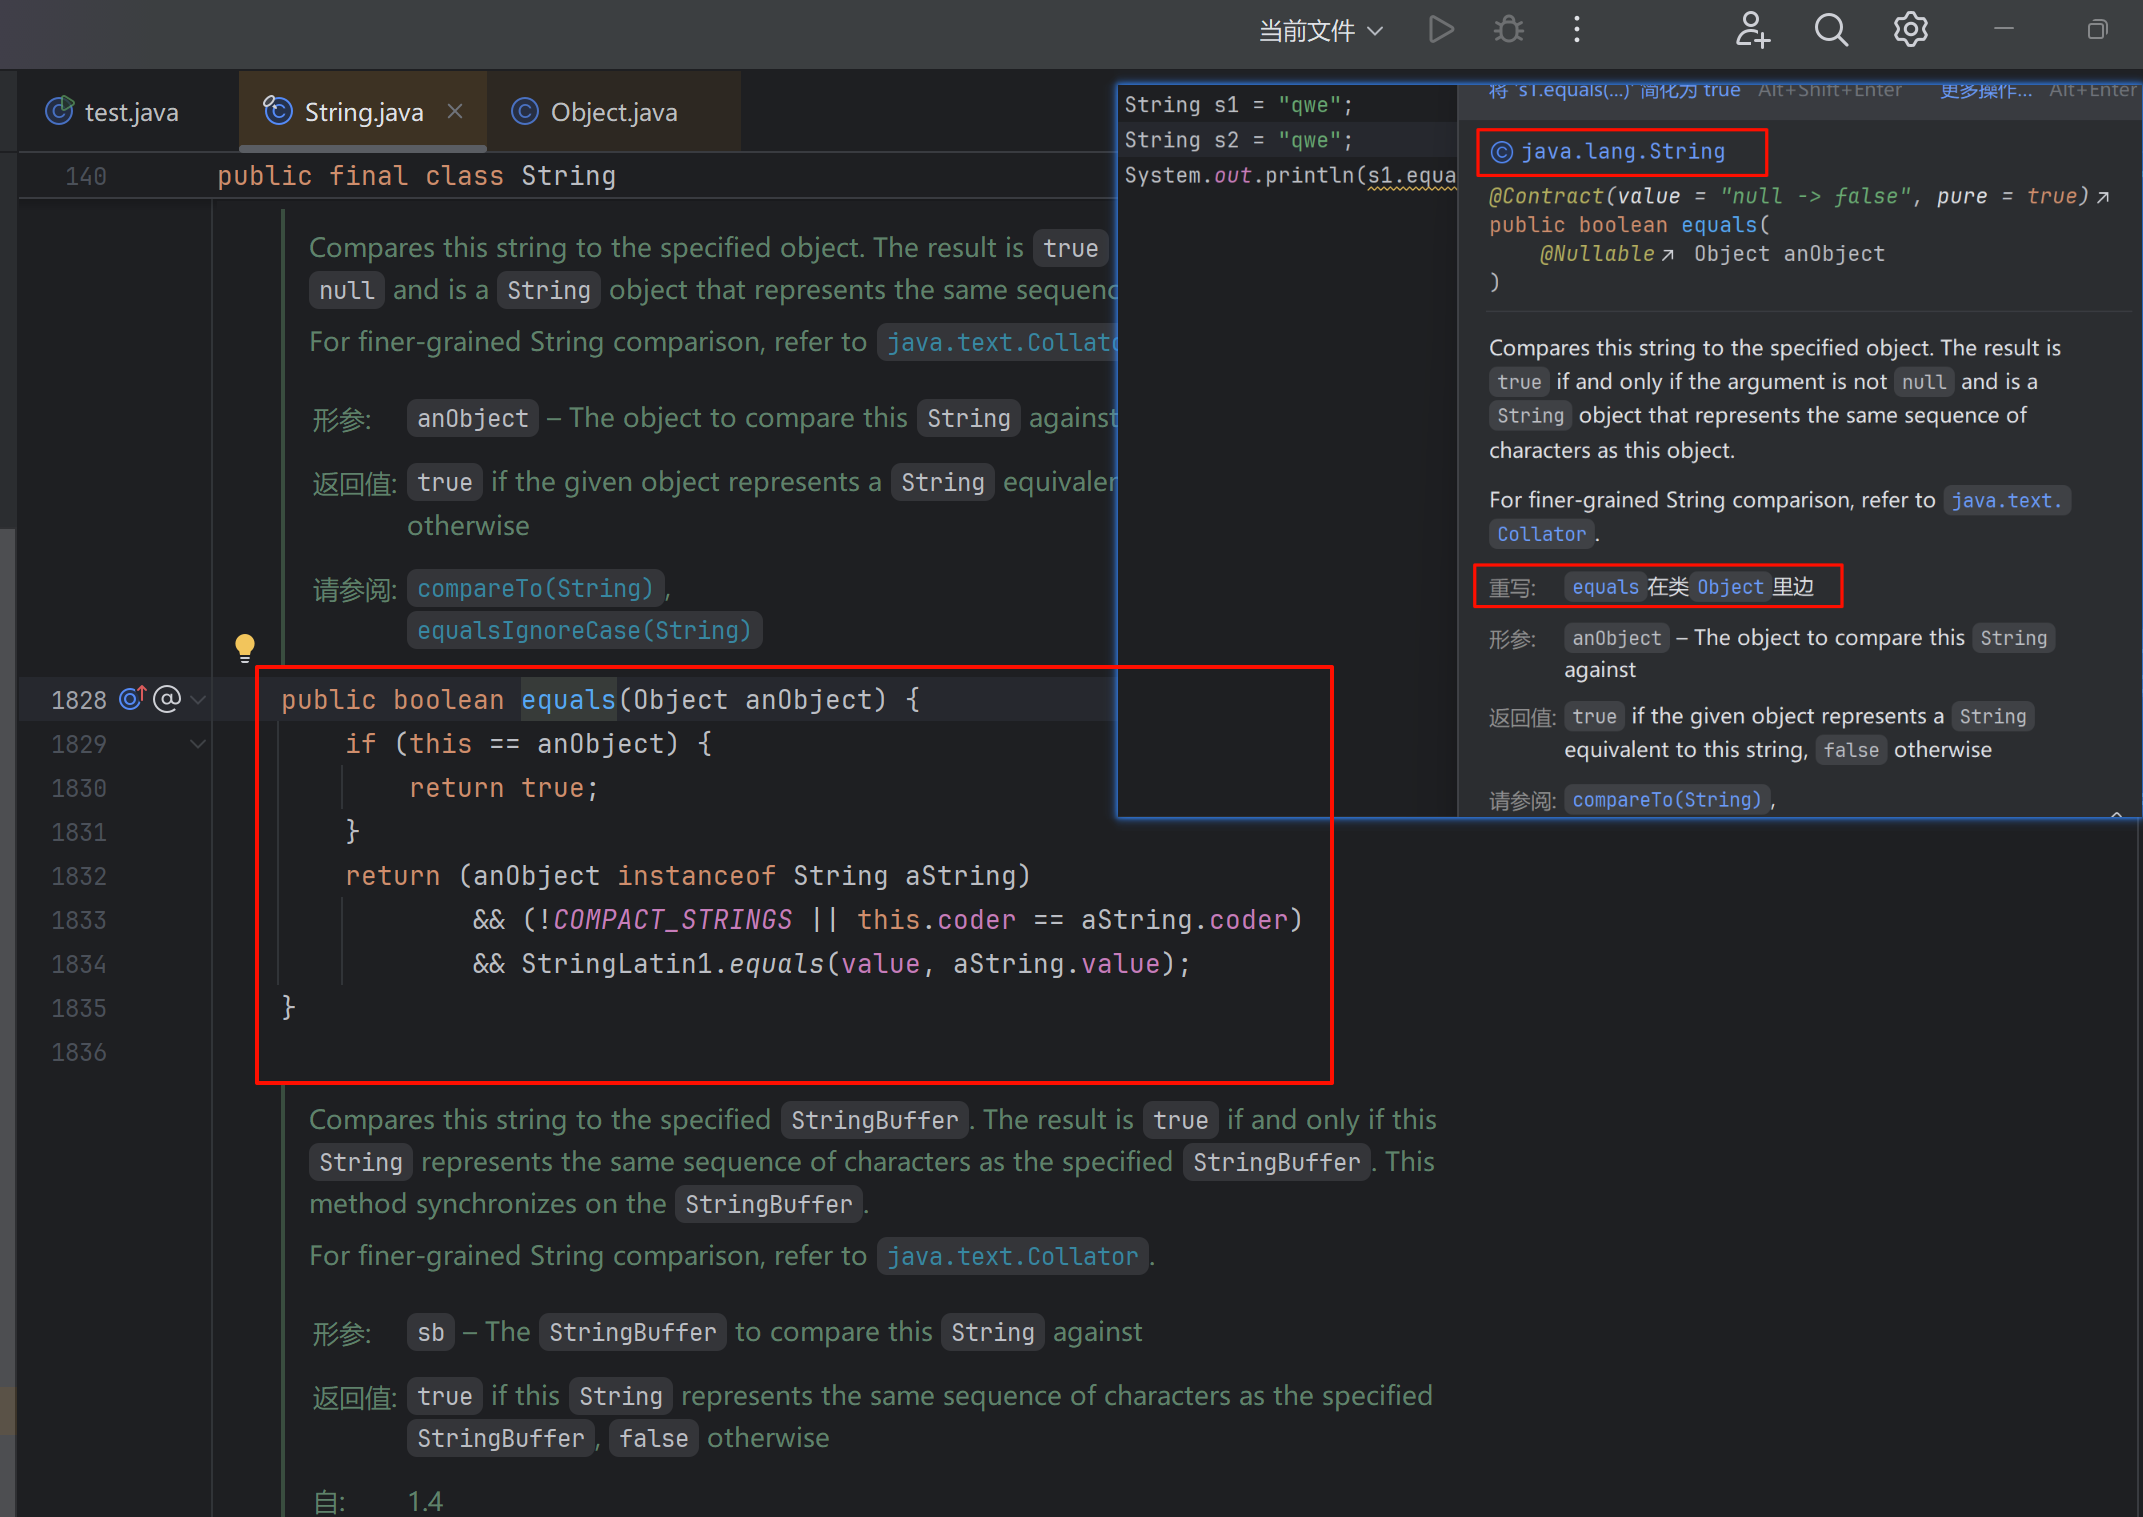 当前文件
test.java
String.java
Object.java
140 public final class String
Compares this string to the specified object. The result is true
null and is a String object that represents the same sequenc
For finer-grained String comparison, refer to java.text.Collato
形参: anObject – The object to compare this String against
返回值: true if the given object represents a String equivaler
otherwise
请参阅: compareTo(String),
equalsIgnoreCase(String)
1828 @ public boolean equals(Object anObject) {
1829 if (this == anObject) {
1830 return true;
1831 }
1832 return (anObject instanceof String aString)
1833 && (!COMPACT_STRINGS || this.coder == aString.coder)
1834 && StringLatin1.equals(value, aString.value);
1835 }
1836
Compares this string to the specified StringBuffer. The result is true if and only if this
String represents the same sequence of characters as the specified StringBuffer. This
method synchronizes on the StringBuffer.
For finer-grained String comparison, refer to java.text.Collator.
形参: sb – The StringBuffer to compare this String against
返回值: true if this String represents the same sequence of characters as the specified
StringBuffer, false otherwise
自: 1.4
String s1 = "qwe";
String s2 = "qwe";
System.out.println(s1.equa
将 's1.equals(...)' 简化为 true Alt+Shift+Enter 更多操作... Alt+Enter
java.lang.String
@Contract(value = "null -> false", pure = true)↗
public boolean equals(
@Nullable↗ Object anObject
)
Compares this string to the specified object. The result is
true if and only if the argument is not null and is a
String object that represents the same sequence of
characters as this object.
For finer-grained String comparison, refer to java.text.
Collator.
重写: equals在类Object里边
形参: anObject – The object to compare this String
against
返回值: true if the given object represents a String
equivalent to this string, false otherwise
请参阅: compareTo(String),